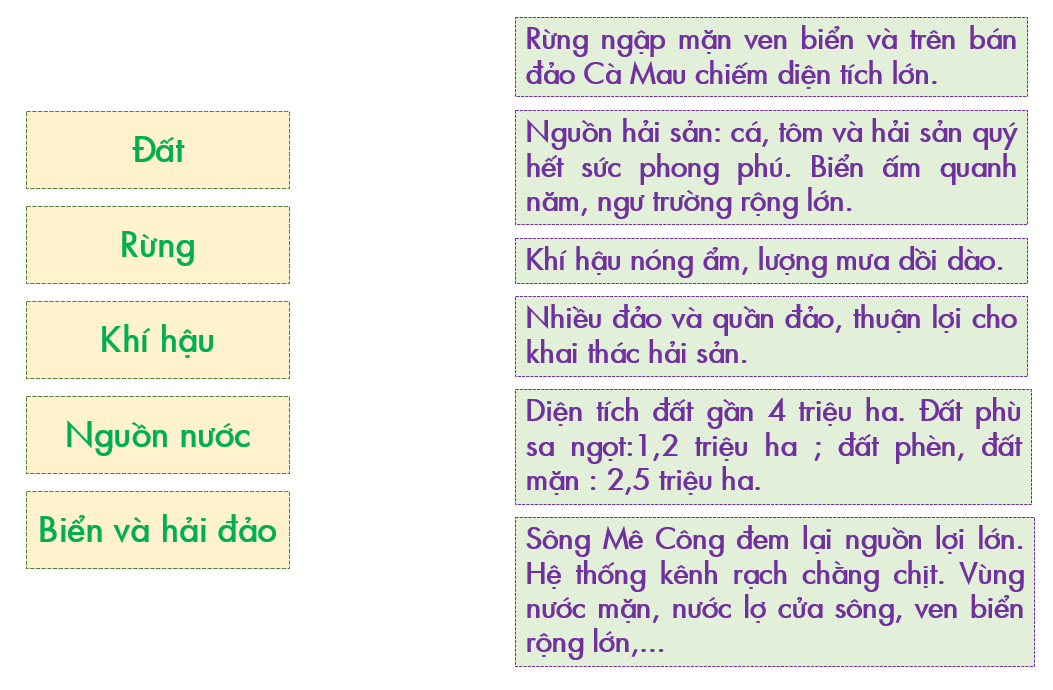 Đất
Rừng
Khí hậu
Nguồn nước
Biển và hải đảo
Rừng ngập mặn ven biển và trên bán
đảo Cà Mau chiếm diện tích lớn.
Nguồn hải sản: cá, tôm và hải sản quý
hết sức phong phú. Biển ấm quanh
năm, ngư trường rộng lớn.
Khí hậu nóng ẩm, lượng mưa dồi dào.
Nhiều đảo và quần đảo, thuận lợi cho
khai thác hải sản.
Diện tích đất gần 4 triệu ha. Đất phù
sa ngọt:1,2 triệu ha ; đất phèn, đất
mặn : 2,5 triệu ha.
Sông Mê Công đem lại nguồn lợi lớn.
Hệ thống kênh rạch chằng chịt. Vùng
nước mặn, nước lợ cửa sông, ven biển
rộng lớn,...